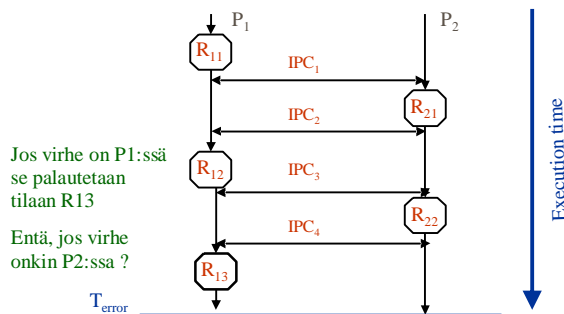 P1
P2
R11
IPC1
R21
IPC2
Jos virhe on P1:ssä
se palautetaan
tilaan R13
R12
IPC3
R22
Entä, jos virhe
onkin P2:ssa ?
IPC4
R13
Terror
Execution time